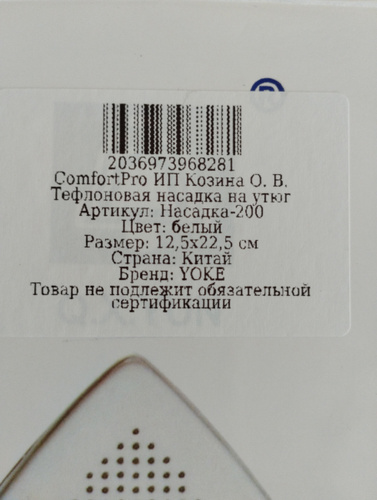 ®
2036973968281
ComfortPro ИП Козина О. В.
Тефлоновая насадка на утюг
Артикул: Насадка-200
Цвет: белый
Размер: 12,5x22,5 см
Страна: Китай
Бренд: YOKE
Товар не подлежит обязательной
сертификации